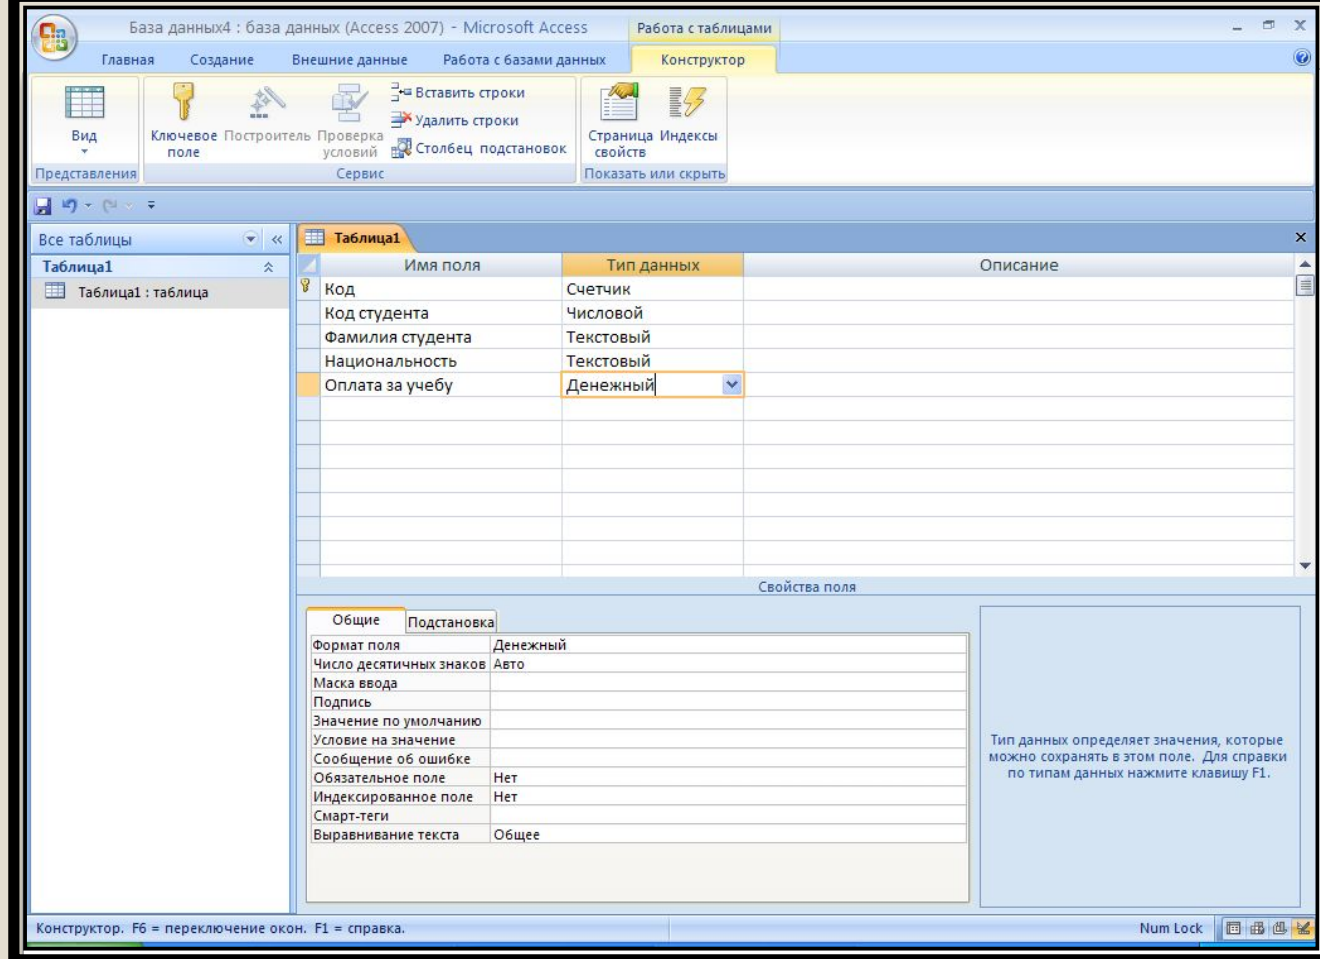 База данных4 : база данных (Access 2007) - Microsoft Access
Работа с таблицами
Главная
Создание
Внешние данные
Работа с базами данных
Конструктор
Вид
Ключевое поле
Построитель
Проверка условий
Вставить строки
Удалить строки
Столбец подстановок
Страница свойств
Индексы
Представления
Сервис
Показать или скрыть
Все таблицы
Таблица1
Таблица1 : таблица
Таблица1
Имя поля Тип данных Описание
Код Счетчик
Код студента Числовой
Фамилия студента Текстовый
Национальность Текстовый
Оплата за учебу Денежный
Свойства поля
Общие Подстановка
Формат поля Денежный
Число десятичных знаков Авто
Маска ввода
Подпись
Значение по умолчанию
Условие на значение
Сообщение об ошибке
Обязательное поле Нет
Индексированное поле Нет
Смарт-теги
Выравнивание текста Общее
Тип данных определяет значения, которые
можно сохранять в этом поле. Для справки
по типам данных нажмите клавишу F1.
Конструктор. F6 = переключение окон. F1 = справка.
Num Lock